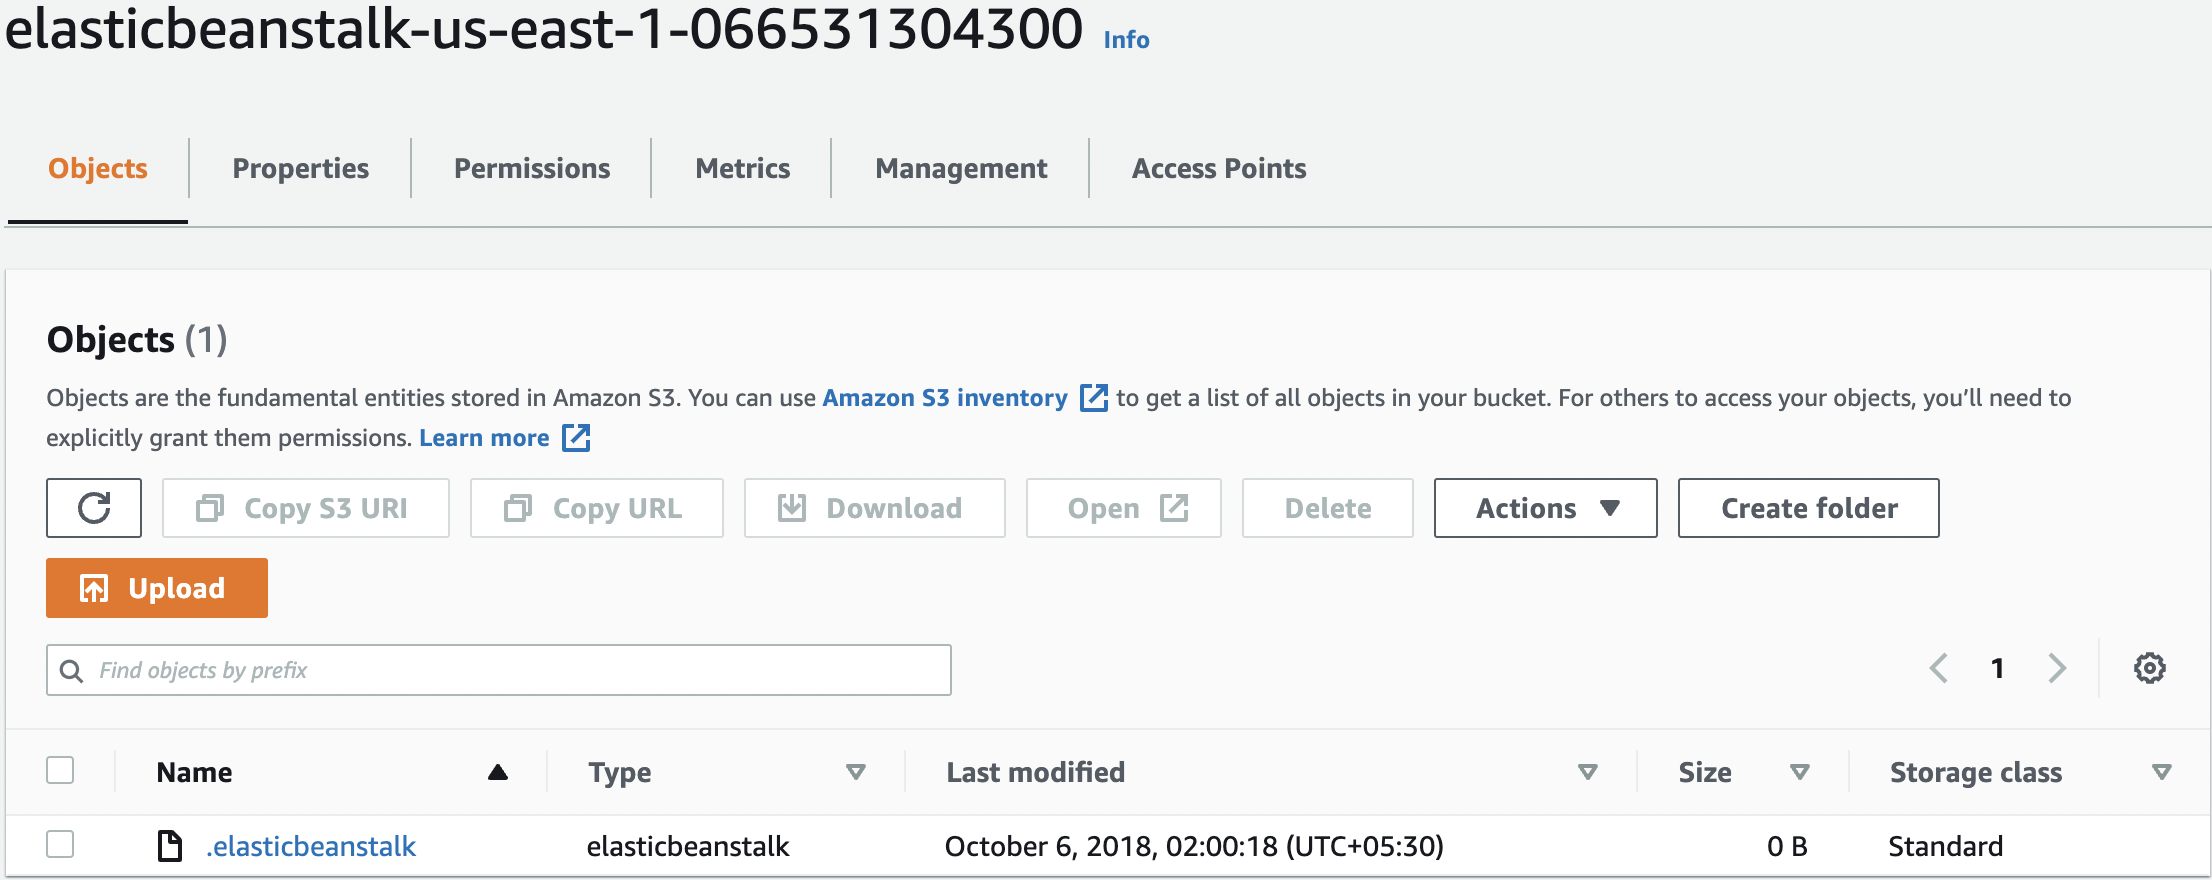 elasticbeanstalk-us-east-1-066531304300 Info
Objects Properties Permissions Metrics Management Access Points
Objects (1)
Objects are the fundamental entities stored in Amazon S3. You can use Amazon S3 inventory to get a list of all objects in your bucket. For others to access your objects, you’ll need to
explicitly grant them permissions. Learn more
Copy S3 URI Copy URL Download Open Delete Actions Create folder
Upload
Find objects by prefix 1
Name Type Last modified Size Storage class
.elasticbeanstalk elasticbeanstalk October 6, 2018, 02:00:18 (UTC+05:30) 0 B Standard